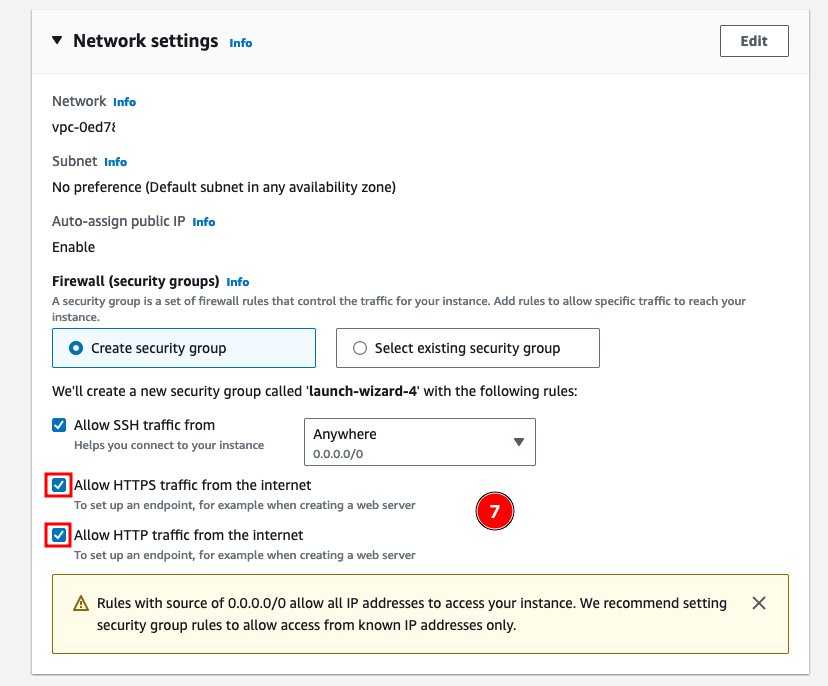 Network settings Info
Edit
Network Info
vpc-0ed78
Subnet Info
No preference (Default subnet in any availability zone)
Auto-assign public IP Info
Enable
Firewall (security groups) Info
A security group is a set of firewall rules that control the traffic for your instance. Add rules to allow specific traffic to reach your
instance.
Create security group
Select existing security group
We'll create a new security group called 'launch-wizard-4' with the following rules:
Allow SSH traffic from
Helps you connect to your instance
Anywhere
0.0.0.0/0
Allow HTTPS traffic from the internet
To set up an endpoint, for example when creating a web server
7
Allow HTTP traffic from the internet
To set up an endpoint, for example when creating a web server
Rules with source of 0.0.0.0/0 allow all IP addresses to access your instance. We recommend setting
security group rules to allow access from known IP addresses only.